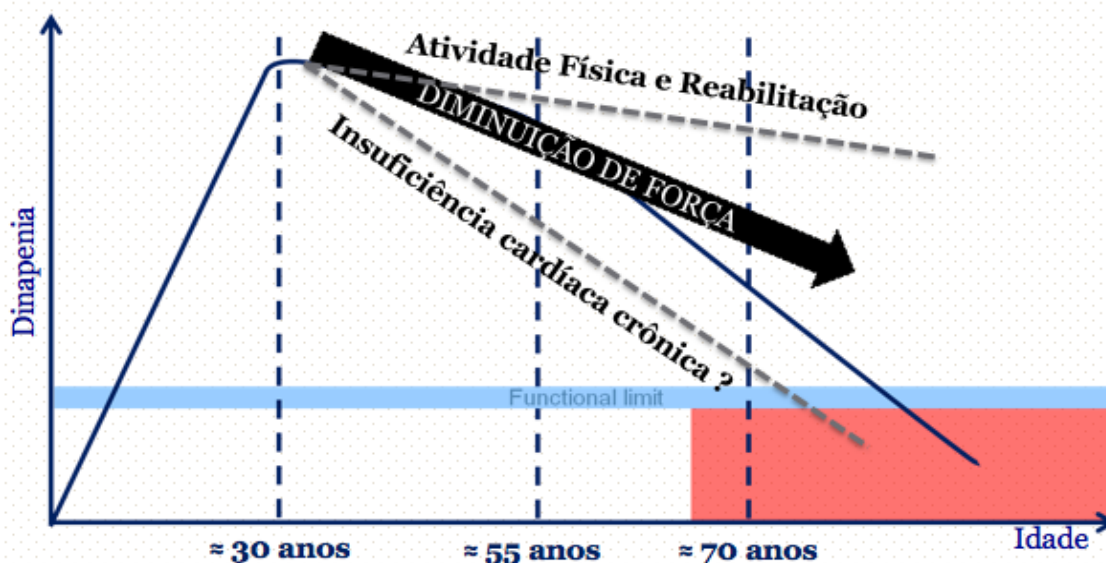 Atividade Física e Reabilitação
DIMINUIÇÃO DE FORÇA
Insuficiência cardíaca crônica ?
Dinapenia
Functional limit
Idade
≈ 30 anos
≈ 55 anos
≈ 70 anos